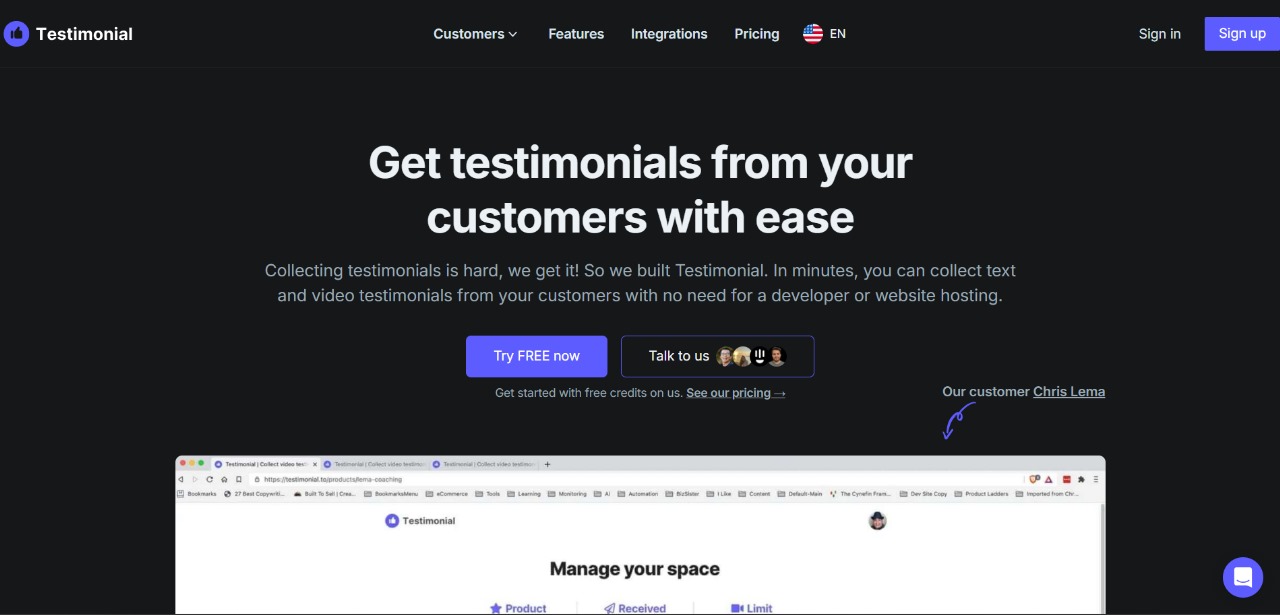 Testimonial
Customers
Features
Integrations
Pricing
EN
Sign in
Sign up
Get testimonials from your
customers with ease
Collecting testimonials is hard, we get it! So we built Testimonial. In minutes, you can collect text
and video testimonials from your customers with no need for a developer or website hosting.
Try FREE now
Talk to us
Get started with free credits on us. See our pricing →
Our customer Chris Lema
Testimonial | Collect video testi
Testimonial | Collect video testimo
Testimonial | Collect video testimon
https://testimonial.to/products/lema-coaching
Bookmarks 27 Best Copywriti... Built To Sell | Crea... BookmarksMenu eCommerce Tools Learning Monitoring AI Automation BizSister I Like Content Default-Main The Cynefin Fram... Dev Site Copy Product Ladders Imported from Chr...
Testimonial
Manage your space
Product
Received
Limit